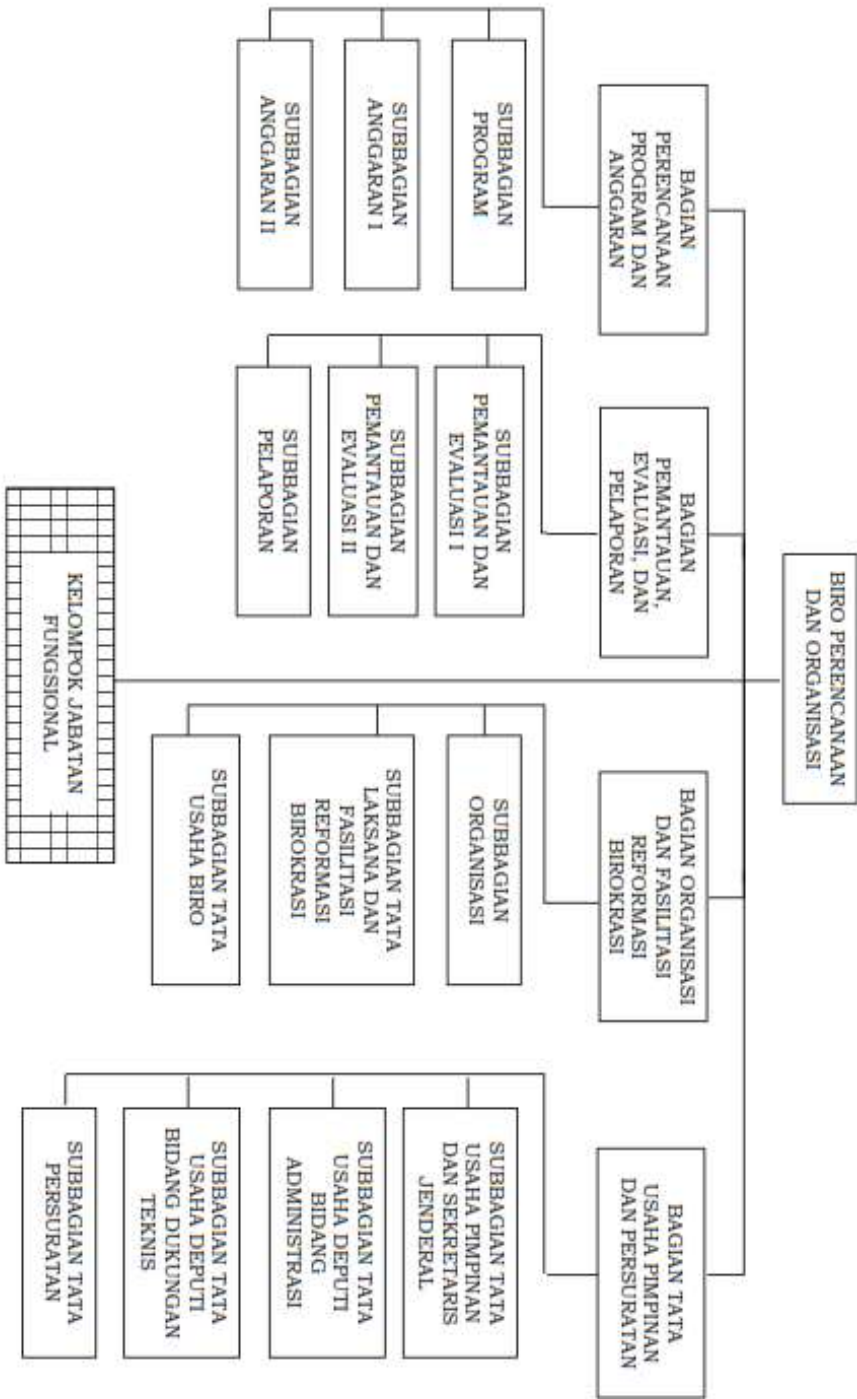 BIRO PERENCANAAN
DAN ORGANISASI
BAGIAN
PERENCANAAN
PROGRAM DAN
ANGGARAN
SUBBAGIAN
PROGRAM
SUBBAGIAN
ANGGARAN I
SUBBAGIAN
ANGGARAN II
BAGIAN
PEMANTAUAN,
EVALUASI, DAN
PELAPORAN
SUBBAGIAN
PEMANTAUAN DAN
EVALUASI I
SUBBAGIAN
PEMANTAUAN DAN
EVALUASI II
SUBBAGIAN
PELAPORAN
BAGIAN ORGANISASI
DAN FASILITASI
REFORMASI
BIROKRASI
SUBBAGIAN
ORGANISASI
SUBBAGIAN TATA
LAKSANA DAN
FASILITASI
REFORMASI
BIROKRASI
SUBBAGIAN TATA
USAHA BIRO
BAGIAN TATA
USAHA PIMPINAN
DAN PERSURATAN
SUBBAGIAN TATA
USAHA PIMPINAN
DAN SEKRETARIS
JENDERAL
SUBBAGIAN TATA
USAHA DEPUTI
BIDANG
ADMINISTRASI
SUBBAGIAN TATA
USAHA DEPUTI
BIDANG DUKUNGAN
TEKNIS
SUBBAGIAN TATA
PERSURATAN
KELOMPOK JABATAN
FUNGSIONAL